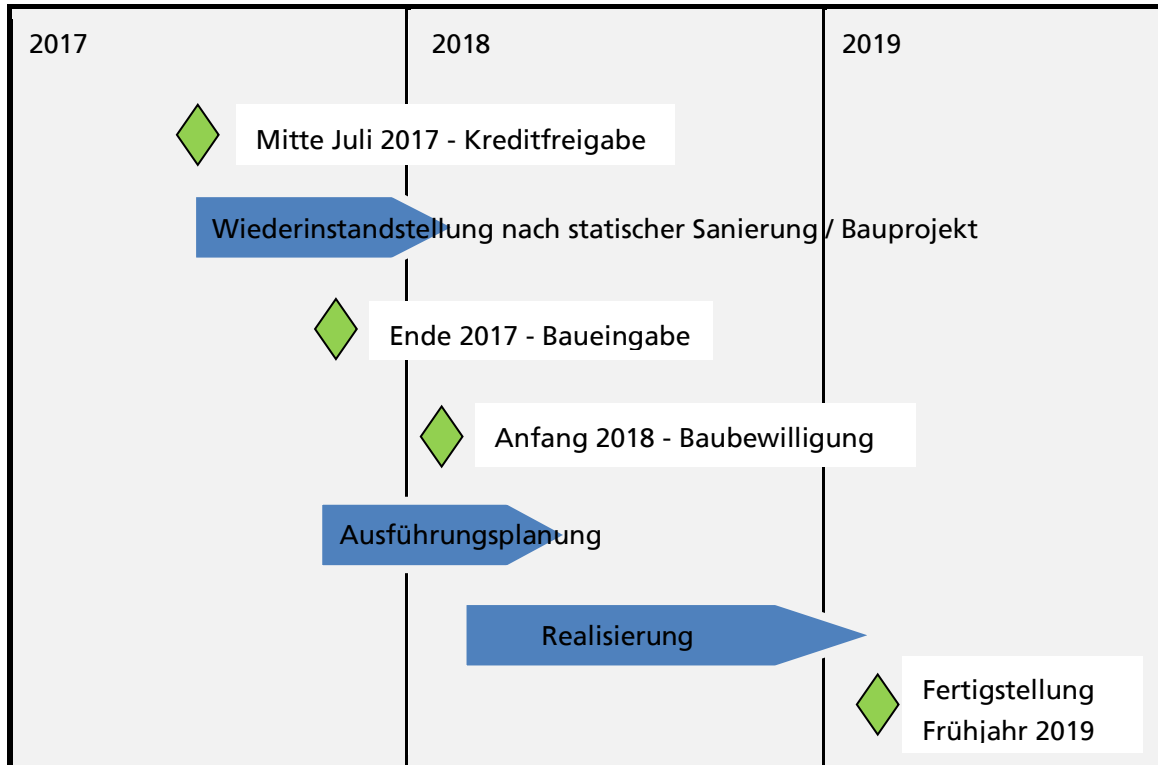 2017
2018
2019
Mitte Juli 2017 - Kreditfreigabe
Wiederinstandstellung nach statischer Sanierung / Bauprojekt
Ende 2017 - Baueingabe
Anfang 2018 - Baubewilligung
Ausführungsplanung
Realisierung
Fertigstellung
Frühjahr 2019